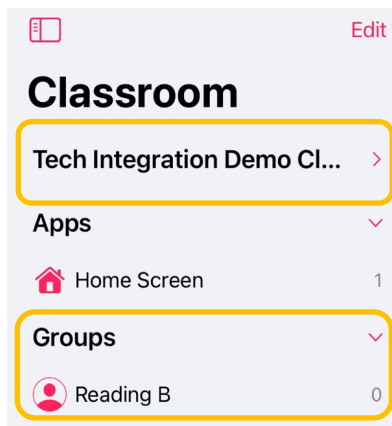 Edit
Classroom
Tech Integration Demo Cl...
Apps
Home Screen 1
Groups
Reading B 0